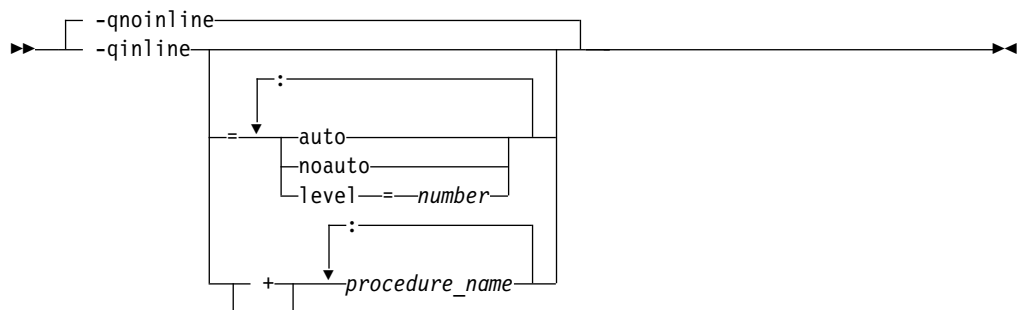 -qnoinline
-qinline
:
= auto
noauto
level = number
:
+ procedure_name